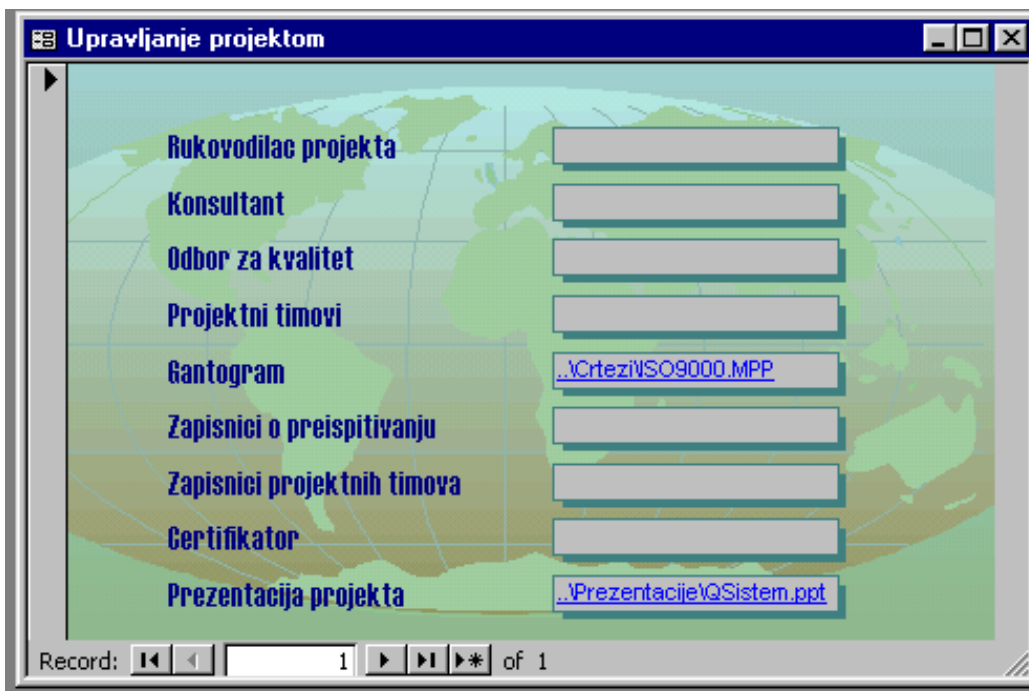 Upravljanje projektom
Rukovodilac projekta
Konsultant
Odbor za kvalitet
Projektni timovi
Gantogram ..\Crtezi\ISO9000.MPP
Zapisnici o preispitivanju
Zapisnici projektnih timova
Certifikator
Prezentacija projekta ..\Prezentacije\QSistem.ppt
Record: 1 of 1